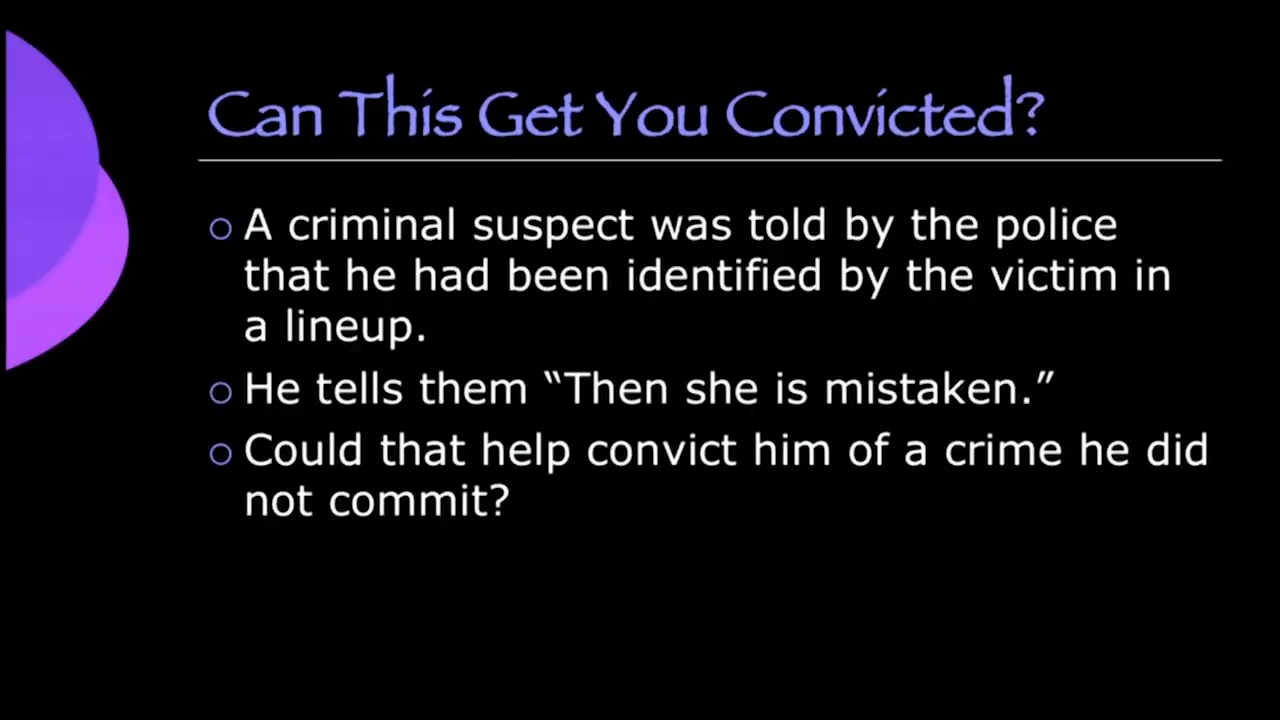 Can This Get You Convicted?
A criminal suspect was told by the police
that he had been identified by the victim in
a lineup.
He tells them “Then she is mistaken.”
Could that help convict him of a crime he did
not commit?